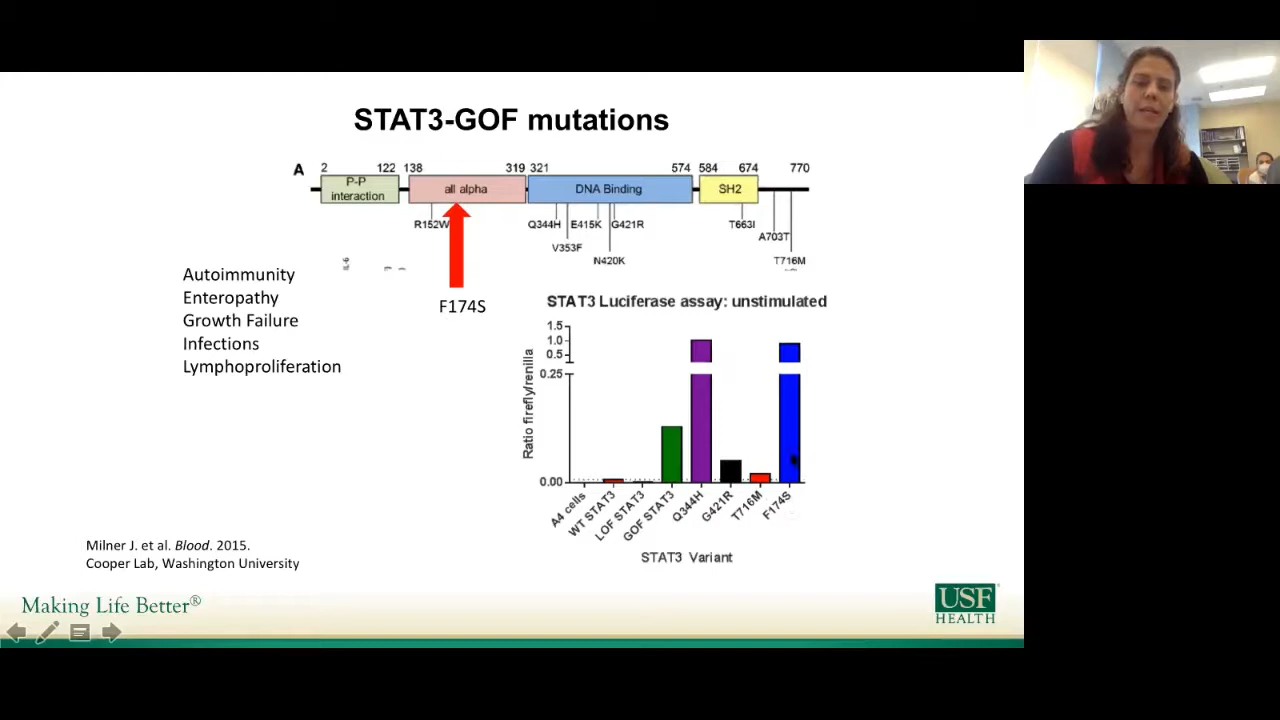 STAT3-GOF mutations
A 2 122 138 319 321 574 584 674 770
P-P interaction
all alpha
DNA Binding
SH2
R152W Q344H E415K G421R T663I
V353F
A703T
N420K
T716M
IL-6
F174S
Autoimmunity
Enteropathy
Growth Failure
Infections
Lymphoproliferation
STAT3 Luciferase assay: unstimulated
Ratio firefly/renilla
1.5
1.0
0.5
0.25
0.00
A4 cells
WT STAT3
LOF STAT3
GOF STAT3
Q344H
G421R
T716M
F174S
STAT3 Variant
Milner J. et al. Blood. 2015.
Cooper Lab, Washington University
Making Life Better®
USF
HEALTH